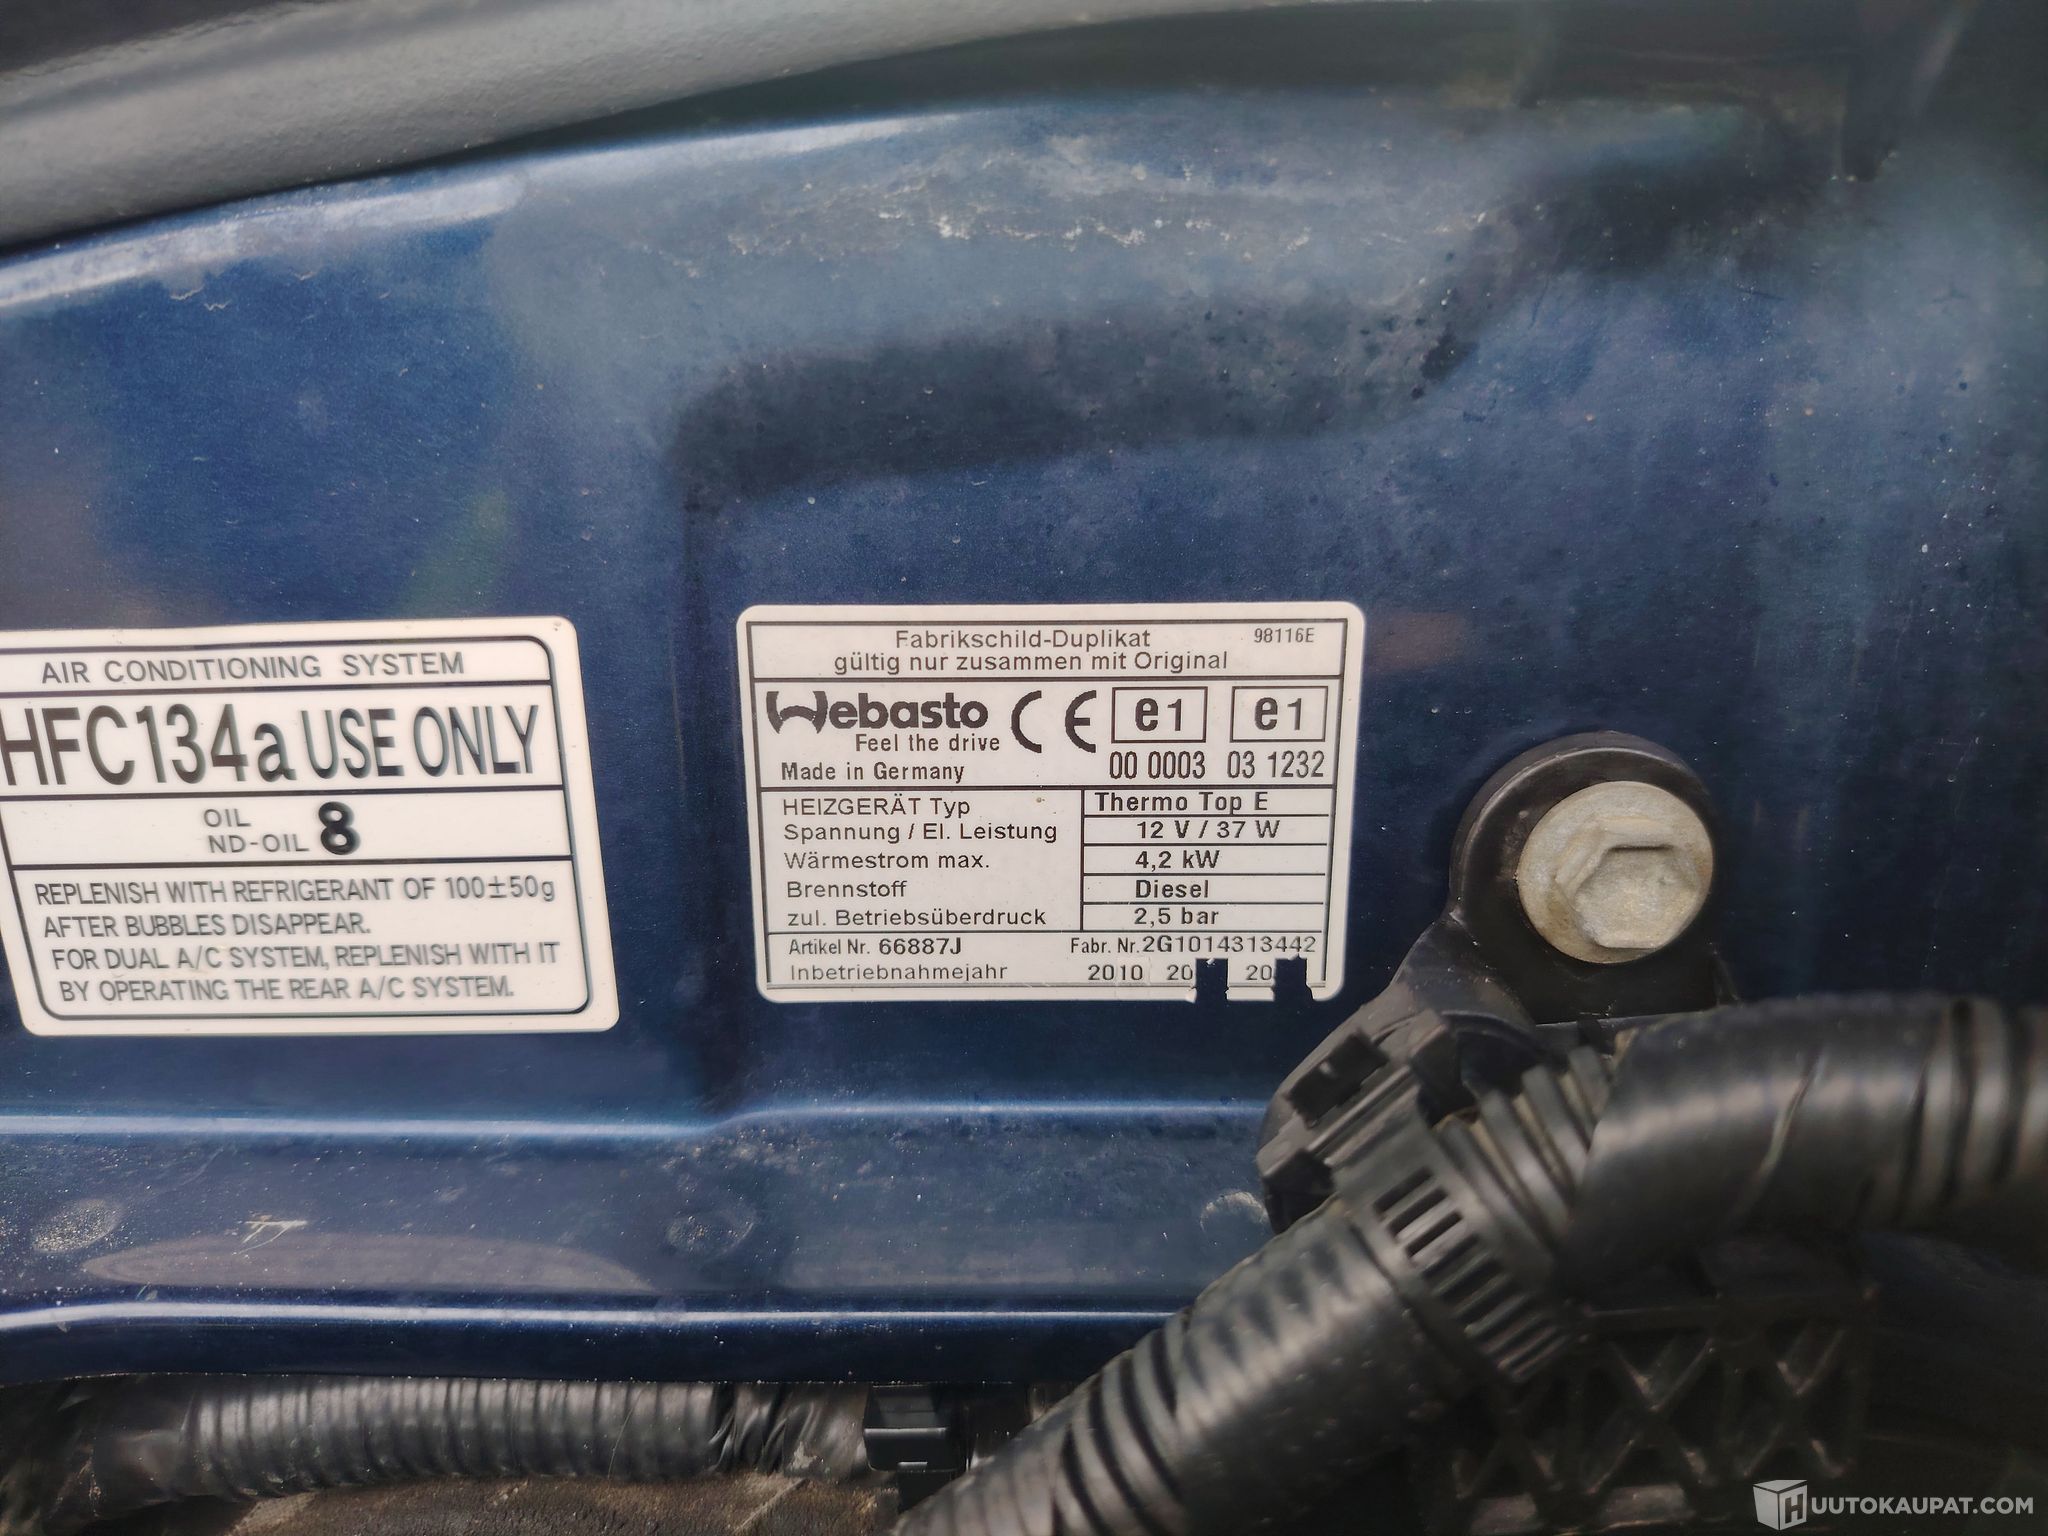 AIR CONDITIONING SYSTEM
HFC134a USE ONLY
OIL
ND-OIL 8
REPLENISH WITH REFRIGERANT OF 100±50g
AFTER BUBBLES DISAPPEAR.
FOR DUAL A/C SYSTEM, REPLENISH WITH IT
BY OPERATING THE REAR A/C SYSTEM.
Fabrikschild-Duplikat 98116E
gültig nur zusammen mit Original
Webasto CE e1 e1
Feel the drive
Made in Germany 00 0003 03 1232
HEIZGERÄT Typ Thermo Top E
Spannung / El. Leistung 12 V / 37 W
Wärmestrom max. 4,2 kW
Brennstoff Diesel
zul. Betriebsüberdruck 2,5 bar
Artikel Nr. 66887J Fabr. Nr. 2G1014313442
Inbetriebnahmejahr 2010 20 20
HUUTOKAUPAT.COM